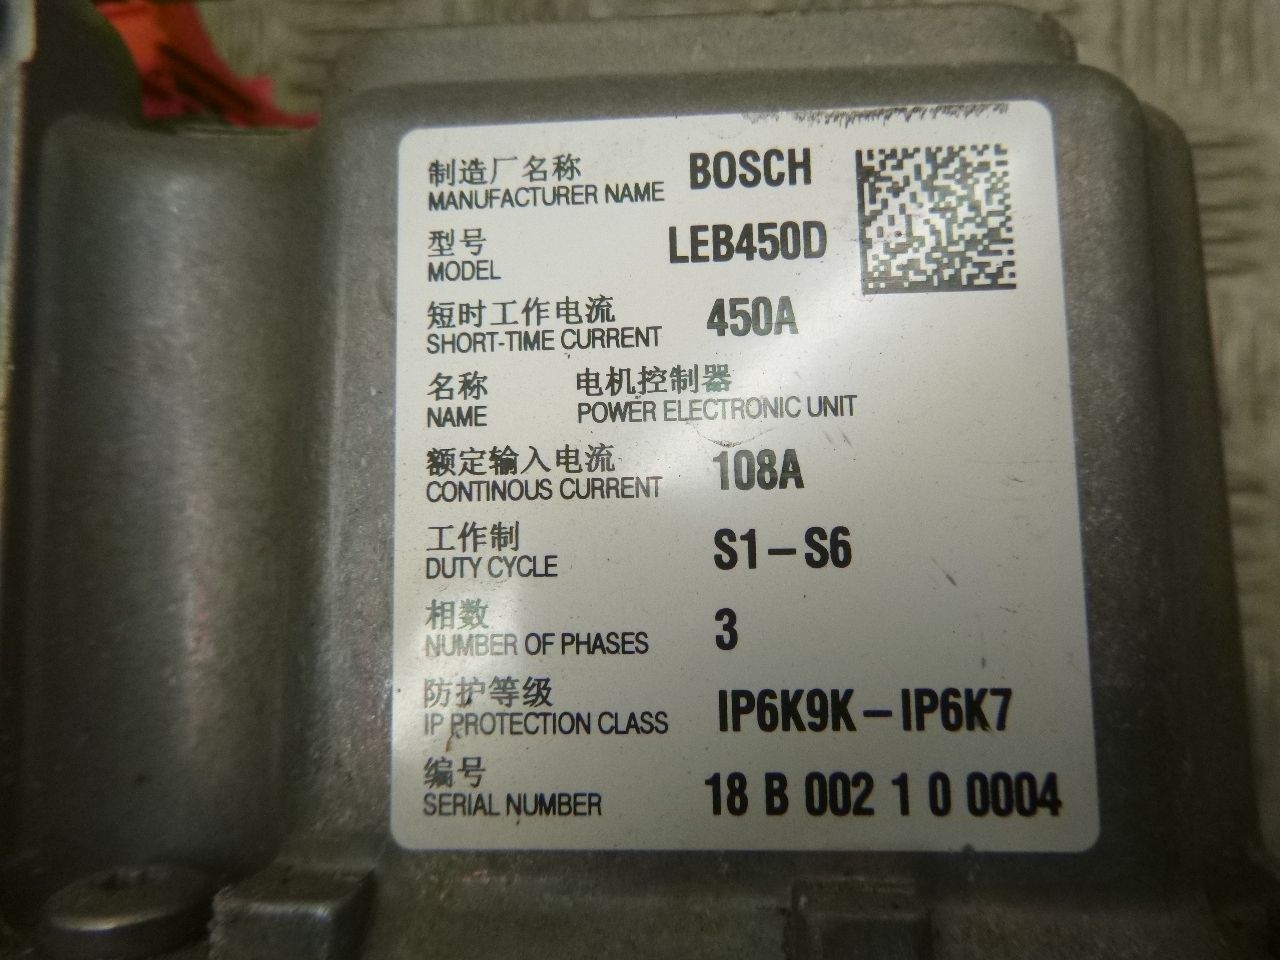 制造厂名称
MANUFACTURER NAME BOSCH
型号
MODEL LEB450D
短时工作电流
SHORT-TIME CURRENT 450A
名称 电机控制器
NAME POWER ELECTRONIC UNIT
额定输入电流
CONTINOUS CURRENT 108A
工作制
DUTY CYCLE S1-S6
相数
NUMBER OF PHASES 3
防护等级
IP PROTECTION CLASS IP6K9K-IP6K7
编号
SERIAL NUMBER 18 B 002 1 0 0004